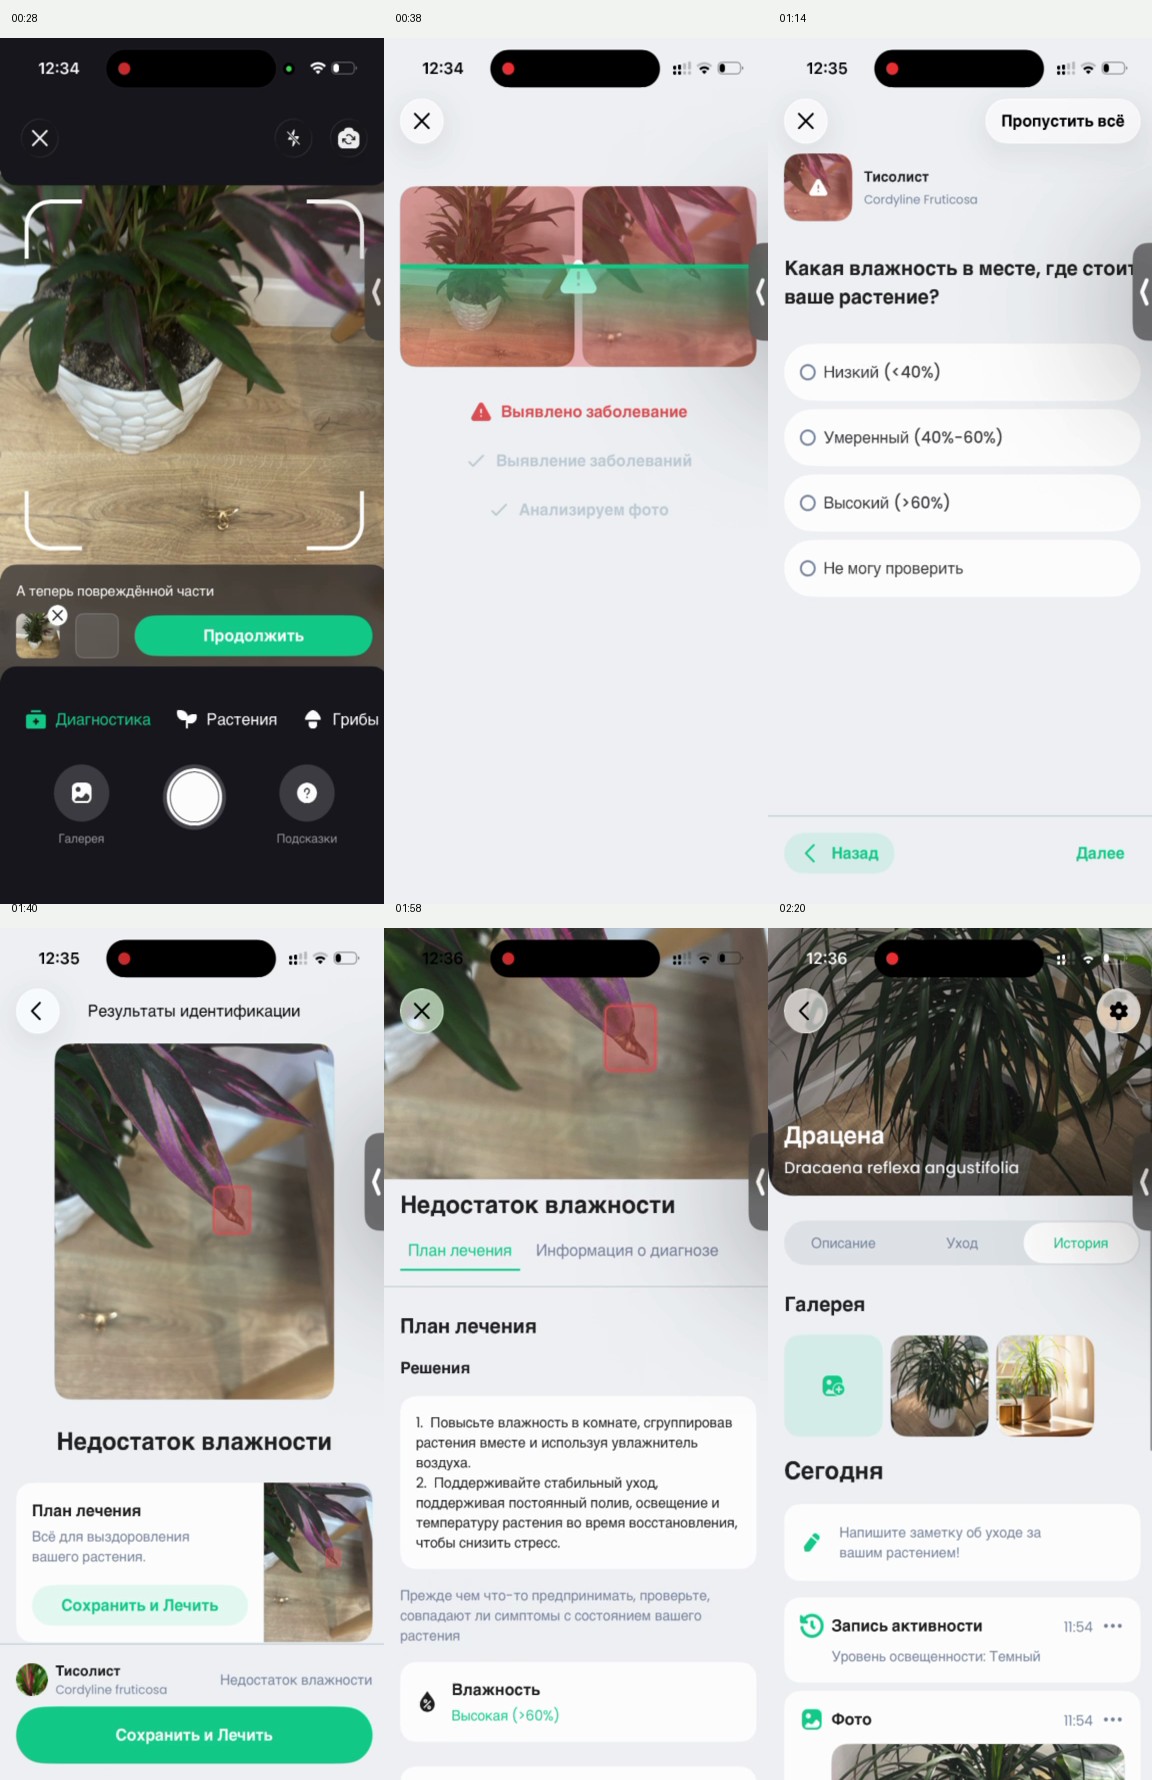 00:28
12:34
А теперь повреждённой части
Продолжить
Диагностика
Растения
Грибы
Галерея
Подсказки
00:38
12:34
Выявлено заболевание
Выявление заболеваний
Анализируем фото
01:14
12:35
Пропустить всё
Тисолист
Cordyline Fruticosa
Какая влажность в месте, где стоит
ваше растение?
Низкий (<40%)
Умеренный (40%-60%)
Высокий (>60%)
Не могу проверить
Назад
Далее
01:40
12:35
Результаты идентификации
Недостаток влажности
План лечения
Всё для выздоровления
вашего растения.
Сохранить и Лечить
Тисолист
Cordyline fruticosa
Недостаток влажности
Сохранить и Лечить
01:58
12:36
Недостаток влажности
План лечения
Информация о диагнозе
План лечения
Решения
1. Повысьте влажность в комнате, сгруппировав
растения вместе и используя увлажнитель
воздуха.
2. Поддерживайте стабильный уход,
поддерживая постоянный полив, освещение и
температуру растения во время восстановления,
чтобы снизить стресс.
Прежде чем что-то предпринимать, проверьте,
совпадают ли симптомы с состоянием вашего
растения
Влажность
Высокая (>60%)
02:20
12:36
Драцена
Dracaena reflexa angustifolia
Описание
Уход
История
Галерея
Сегодня
Напишите заметку об уходе за
вашим растением!
Запись активности
11:54
Уровень освещенности: Темный
Фото
11:54